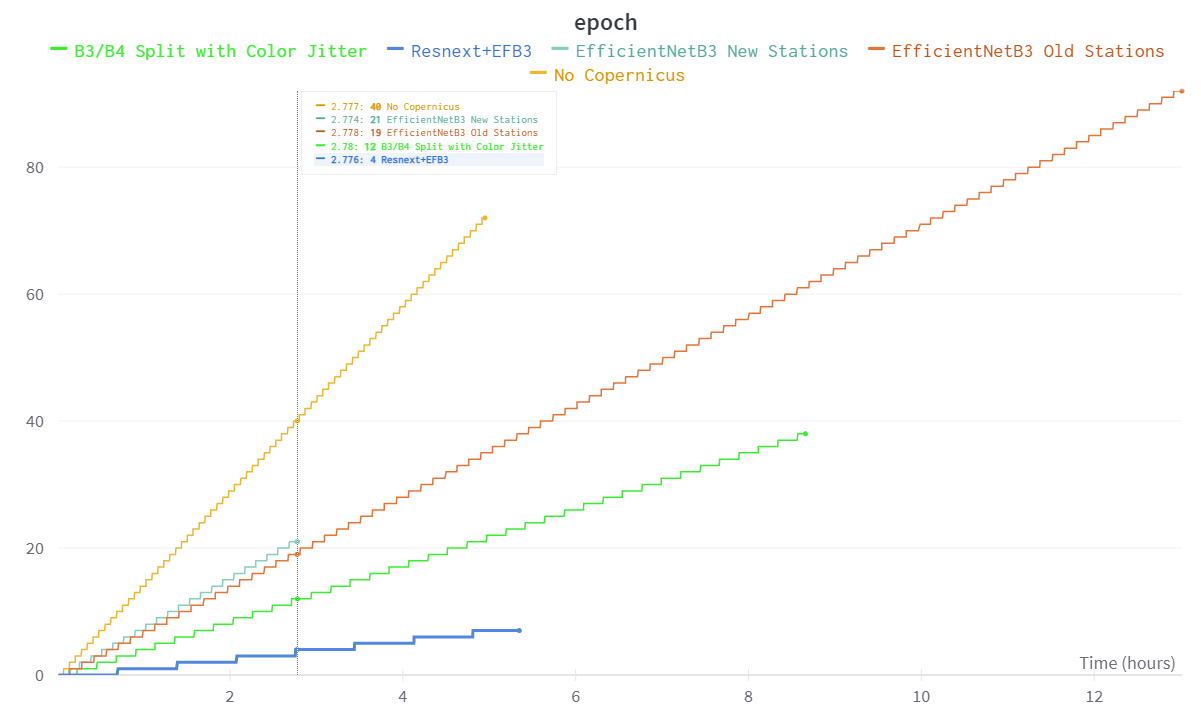 epoch
B3/B4 Split with Color Jitter Resnext+EFB3 EfficientNetB3 New Stations EfficientNetB3 Old Stations
No Copernicus
2.777: 40 No Copernicus
2.774: 21 EfficientNetB3 New Stations
2.778: 19 EfficientNetB3 Old Stations
2.78: 12 B3/B4 Split with Color Jitter
2.776: 4 Resnext+EFB3
80
60
40
20
0
Time (hours)
2 4 6 8 10 12